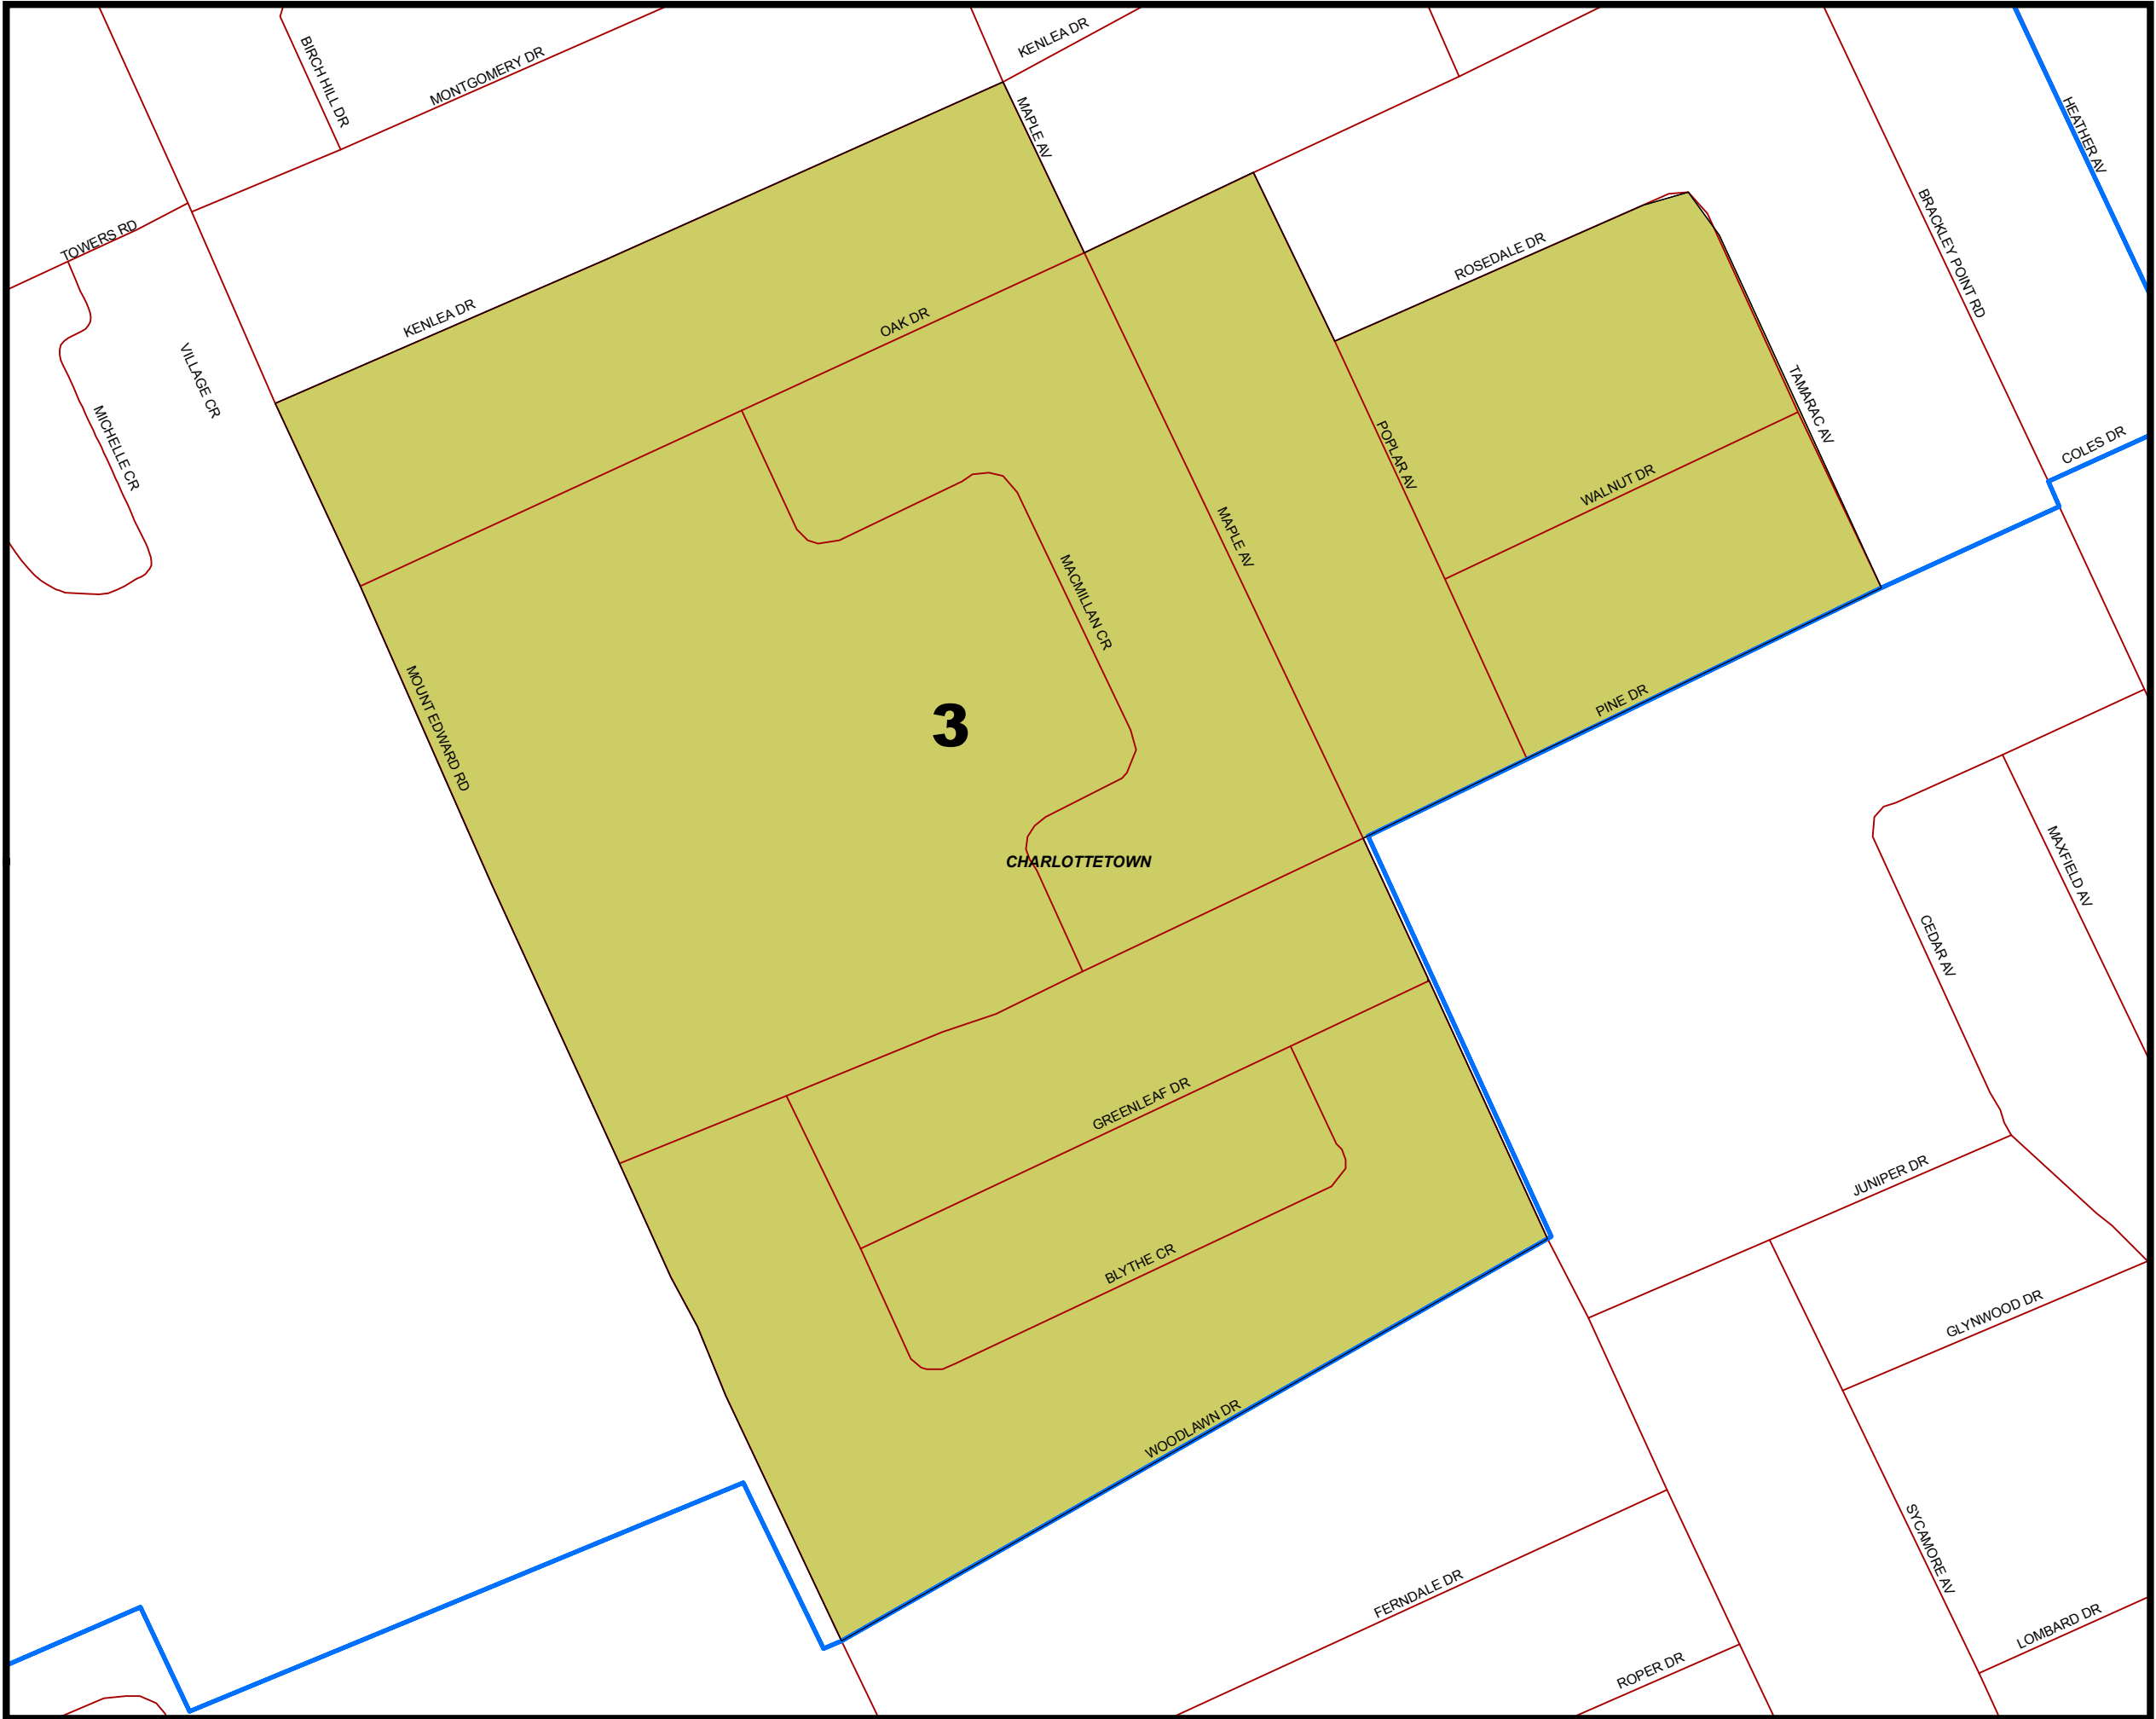 KENLEA DR
BIRCH HILL DR
MONTGOMERY DR
MAPLE AV
HEATHER AV
TOWERS RD
ROSEDALE DR
BRACKLEY POINT RD
KENLEA DR
OAK DR
VILLAGE CR
MICHELLE CR
TAMARAC AV
POPLAR AV
WALNUT DR
COLES DR
MAPLE AV
MACMILLAN CR
MOUNT EDWARD RD
3
PINE DR
CHARLOTTETOWN
MAXFIELD AV
CEDAR AV
GREENLEAF DR
JUNIPER DR
BLYTHE CR
GLYNWOOD DR
WOODLAWN DR
SYCAMORE AV
FERNDALE DR
LOMBARD DR
ROPER DR